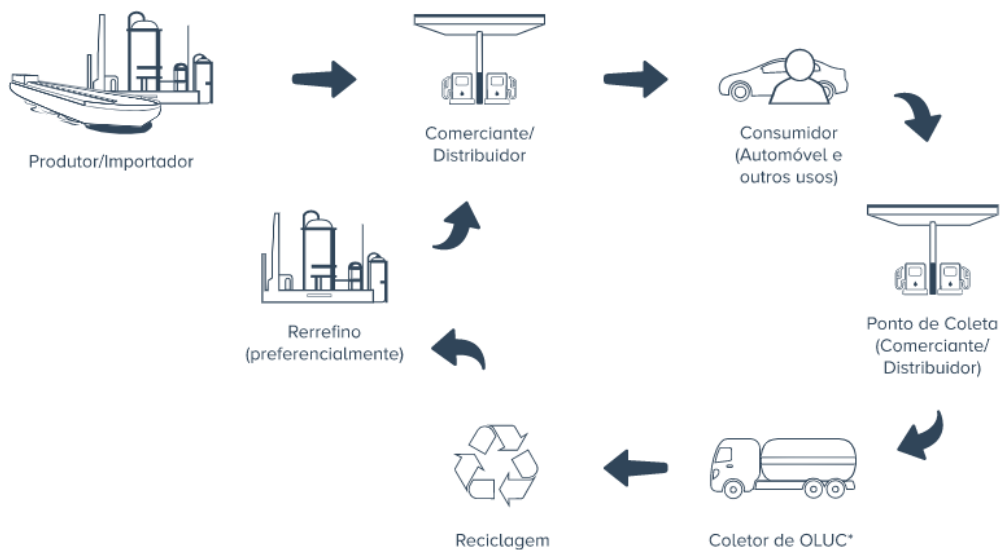 Produtor/Importador
Comerciante/
Distribuidor
Consumidor
(Automóvel e
outros usos)
Ponto de Coleta
(Comerciante/
Distribuidor)
Coletor de OLUC*
Reciclagem
Rerrefino
(preferencialmente)